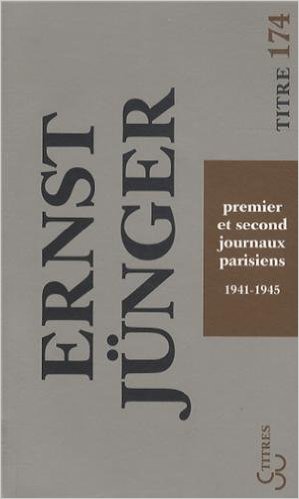 ERNST
JÜNGER
TITRE 174
premier
et second
journaux
parisiens
1941-1945
TITRES